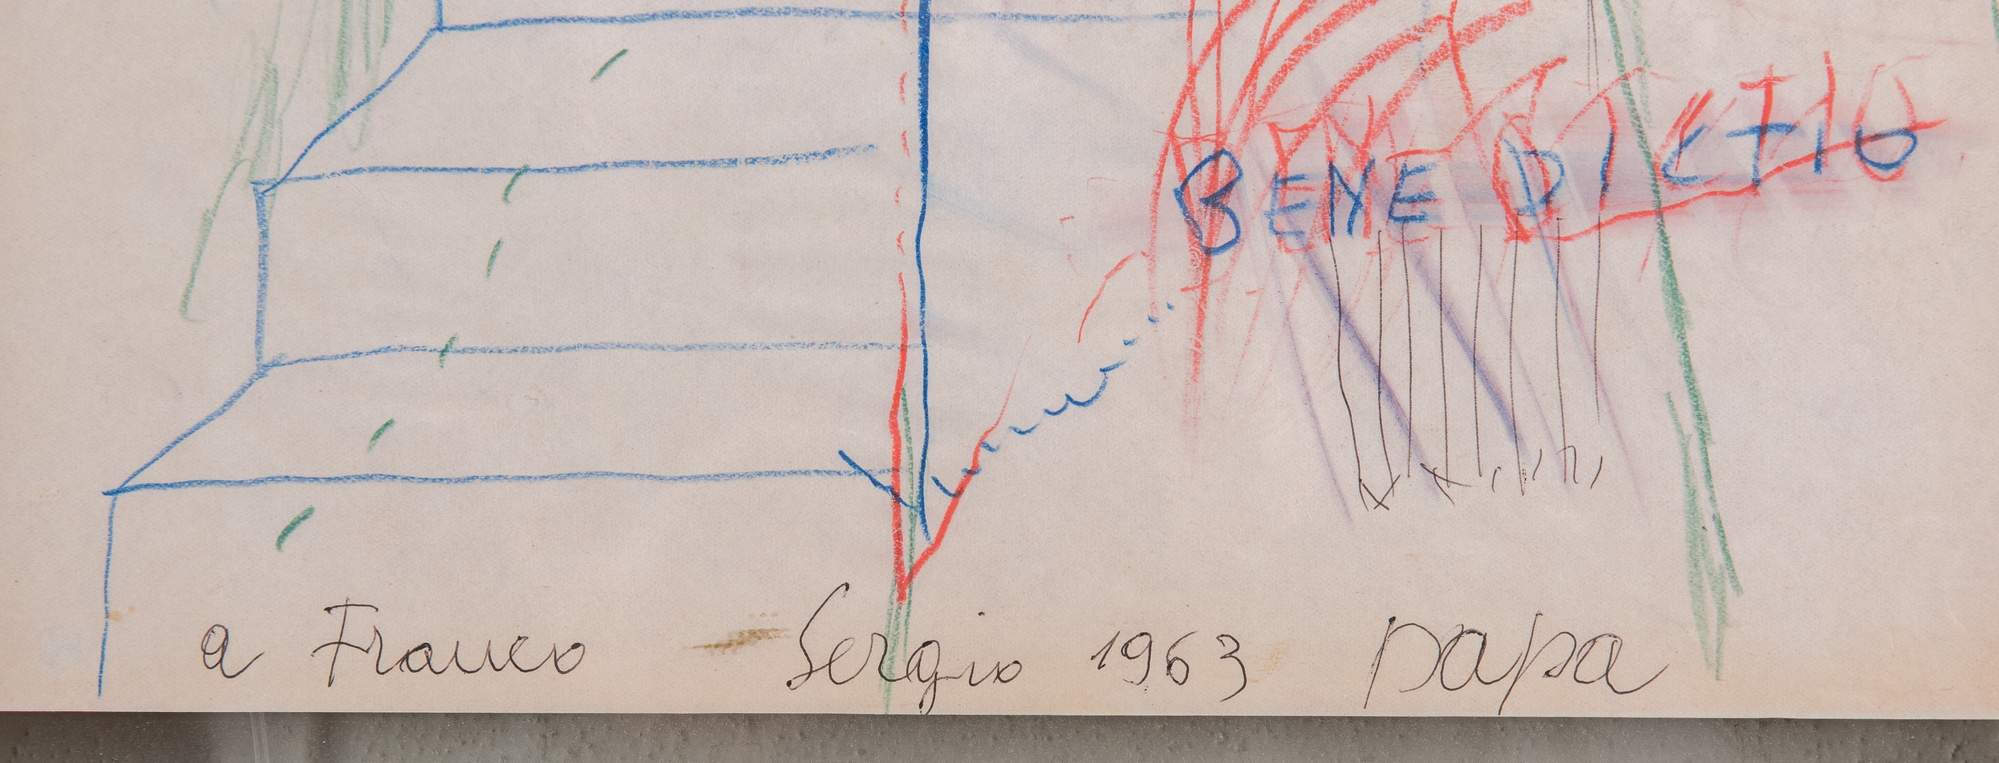 BENEDICTIO
a Franco Sergio 1963 papa